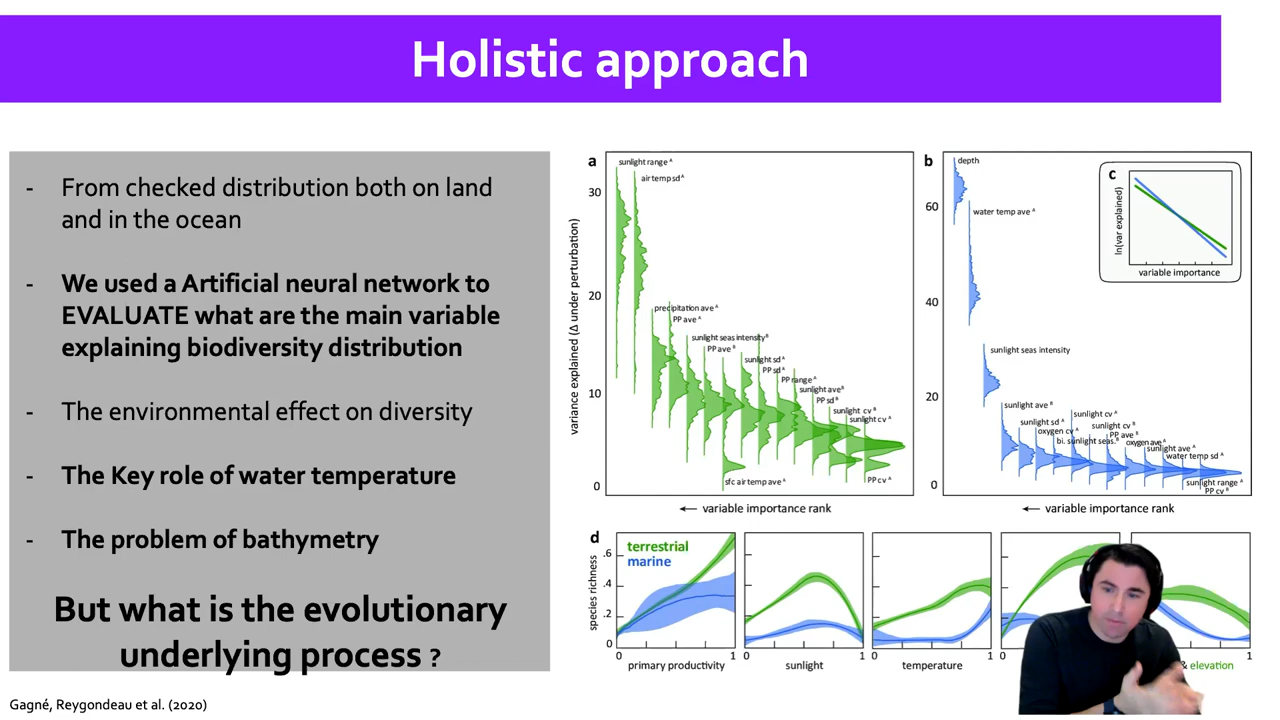 Holistic approach
- From checked distribution both on land
and in the ocean
- We used a Artificial neural network to
EVALUATE what are the main variable
explaining biodiversity distribution
- The environmental effect on diversity
- The Key role of water temperature
- The problem of bathymetry
But what is the evolutionary
underlying process ?
Gagné, Reygondeau et al. (2020)
a
variance explained (Δ under perturbation)
30
20
10
0
sunlight range A
air temp sd A
precipitation ave A
PP ave A
sunlight seas intensity B
PP ave B
sunlight sd A
PP sd A
PP range A
sunlight ave B
PP sd B
sunlight cv B
sunlight cv A
sfc air temp ave A
PP cv A
← variable importance rank
b
60
40
20
0
depth
water temp ave A
sunlight seas intensity
sunlight ave B
sunlight sd A
sunlight cv A
oxygen cv A
sunlight cv B
bi. sunlight seas. B
PP ave B
oxygen ave A
sunlight ave A
water temp sd A
sunlight range A
PP cv B
← variable importance rank
c
ln(var explained)
variable importance
d
terrestrial
marine
species richness
.6
.4
.2
0
0 1
primary productivity
0 1
sunlight
0 1
temperature
0
1
& elevation